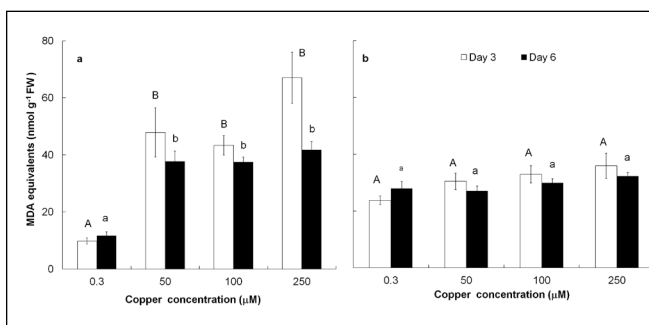 a
b
Day 3
Day 6
MDA equivalents (nmol g-1 FW)
80
60
40
20
0
A
a
B
b
B
b
B
b
A
a
A
a
A
a
A
a
0.3
50
100
250
0.3
50
100
250
Copper concentration (µM)
Copper concentration (µM)